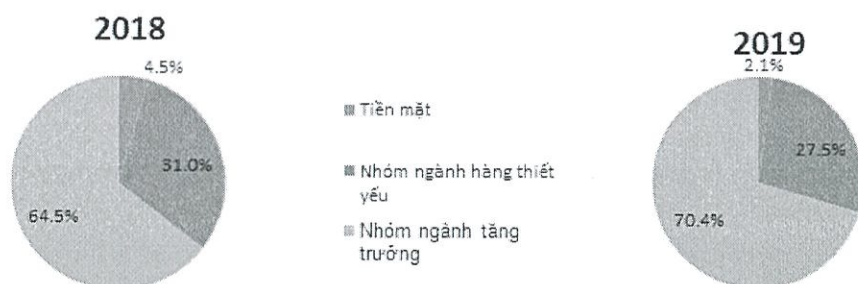 2018
4.5%
31.0%
64.5%
Tiền mặt
Nhóm ngành hàng thiết
yếu
Nhóm ngành tăng
trưởng
2019
2.1%
27.5%
70.4%